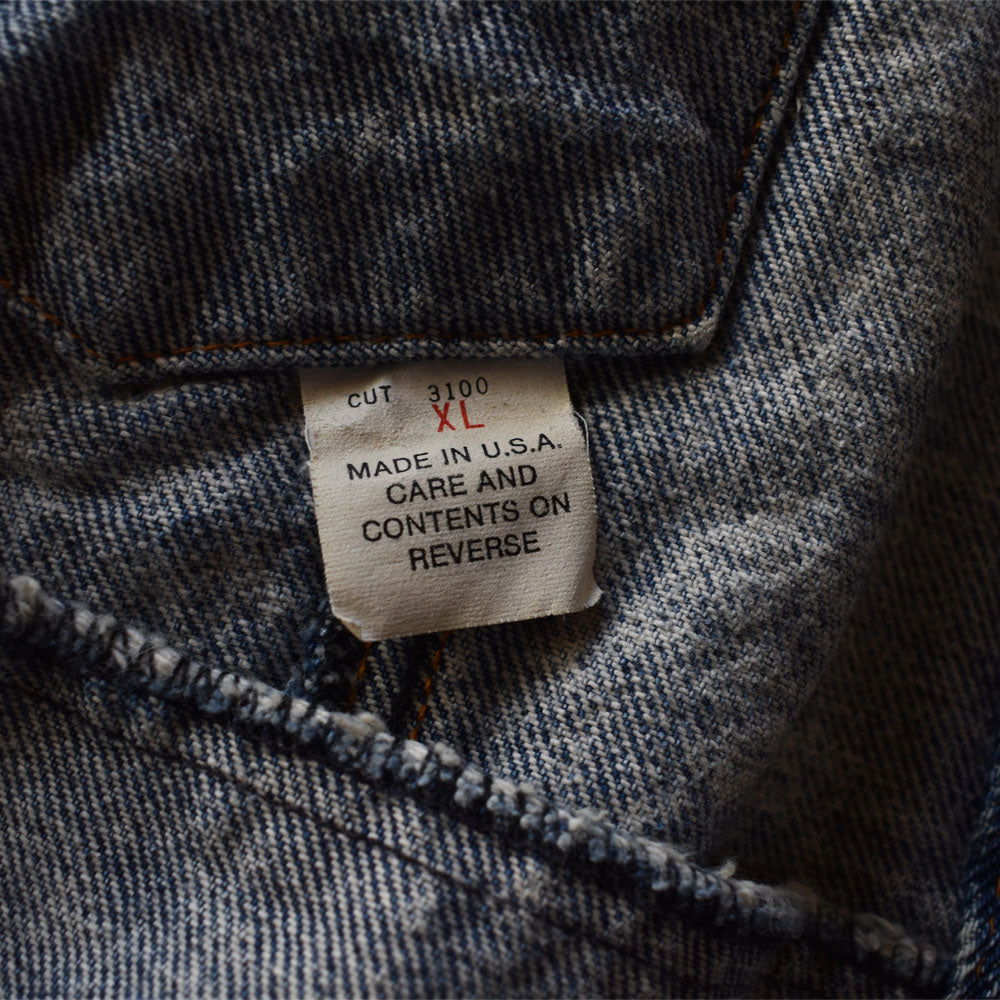 CUT 3100
XL
MADE IN U.S.A.
CARE AND
CONTENTS ON
REVERSE